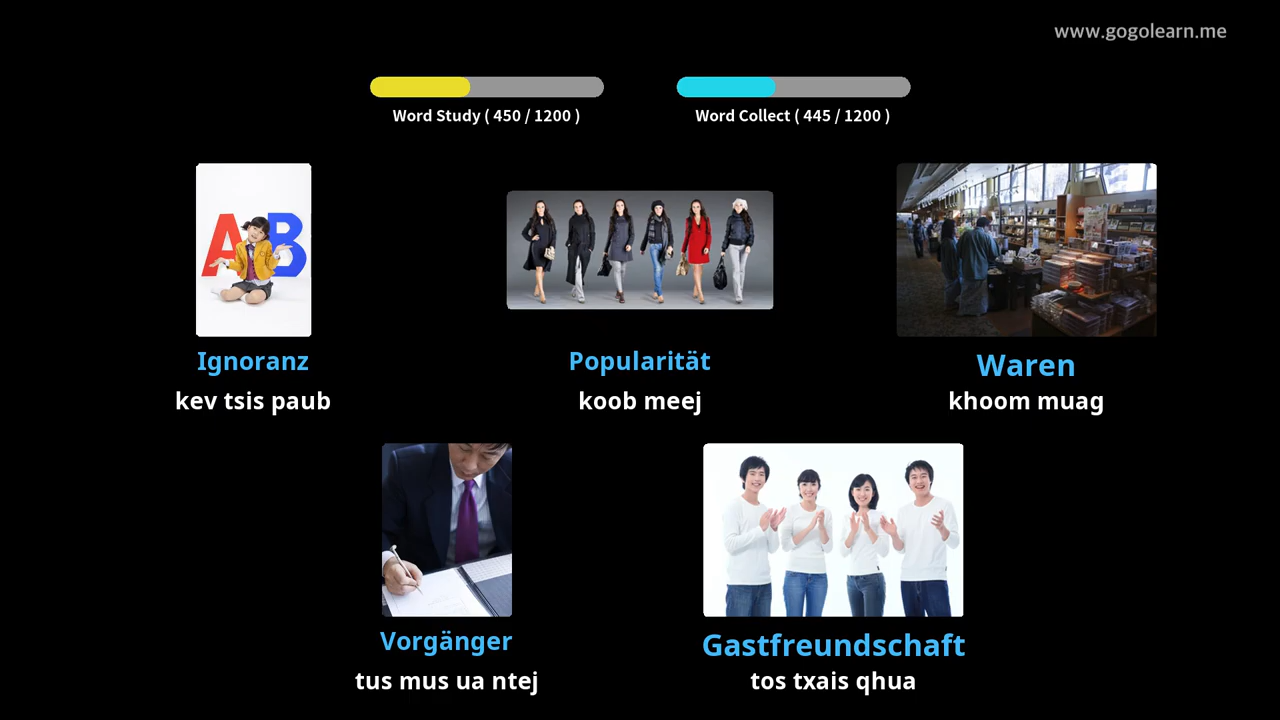 www.gogolearn.me
Word Study ( 450 / 1200 )
Word Collect ( 445 / 1200 )
AB
Ignoranz
kev tsis paub
Popularität
koob meej
Waren
khoom muag
Vorgänger
tus mus ua ntej
Gastfreundschaft
tos txais qhua